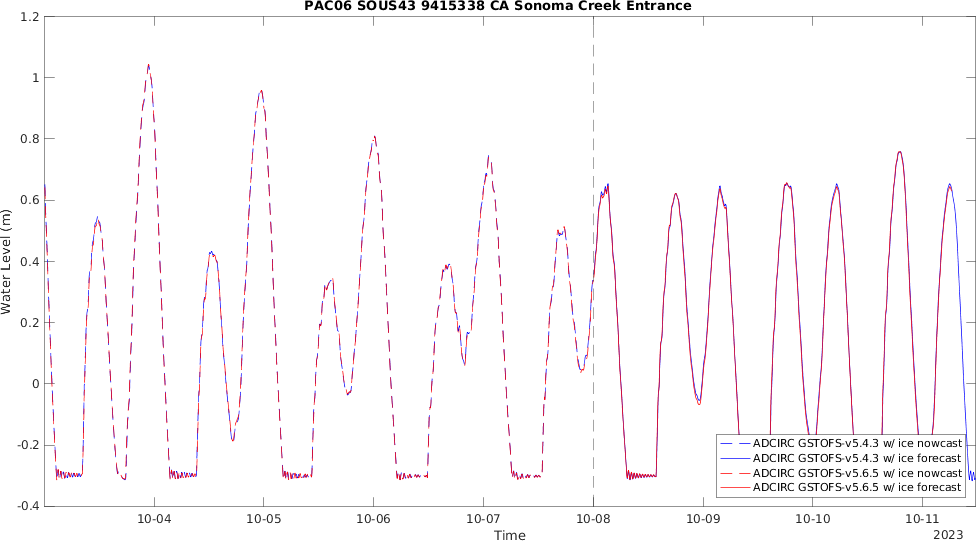 PAC06 SOUS43 9415338 CA Sonoma Creek Entrance
Water Level (m)
1.2
1
0.8
0.6
0.4
0.2
0
-0.2
-0.4
ADCIRC GSTOFS-v5.4.3 w/ ice nowcast
ADCIRC GSTOFS-v5.4.3 w/ ice forecast
ADCIRC GSTOFS-v5.6.5 w/ ice nowcast
ADCIRC GSTOFS-v5.6.5 w/ ice forecast
10-04 10-05 10-06 10-07 10-08 10-09 10-10 10-11
Time
2023